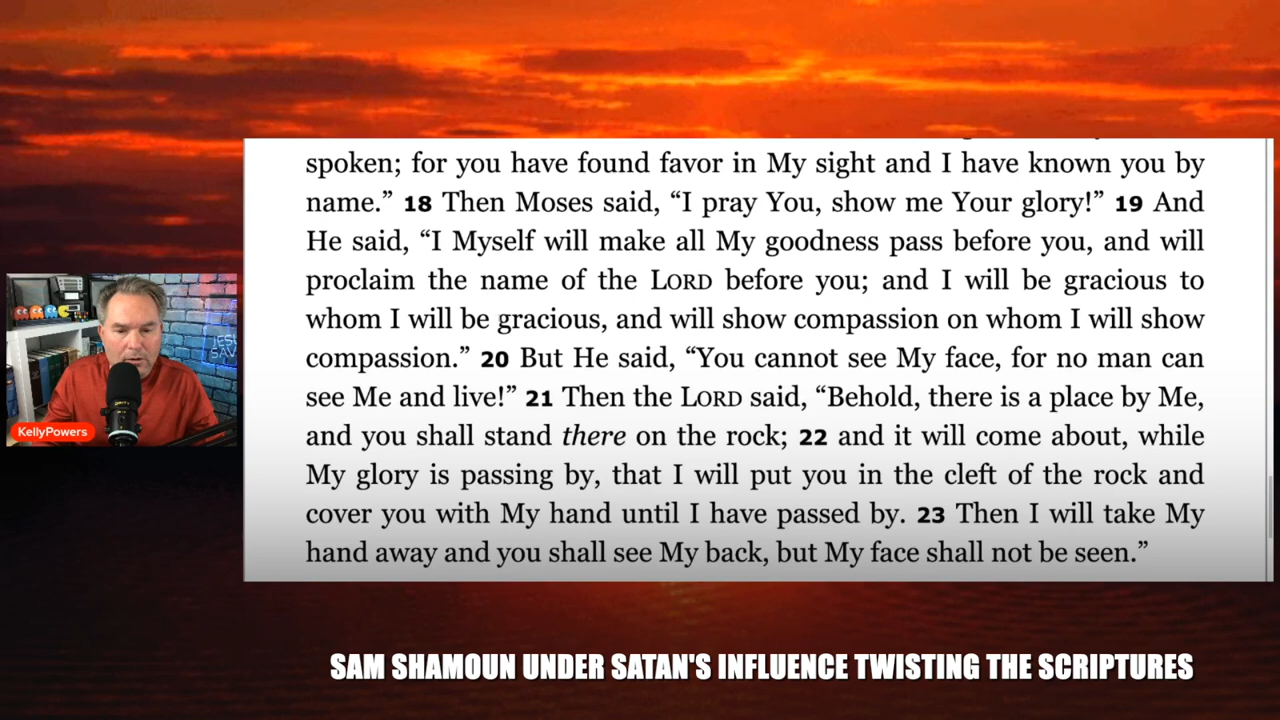 spoken; for you have found favor in My sight and I have known you by
name.” 18 Then Moses said, “I pray You, show me Your glory!” 19 And
He said, “I Myself will make all My goodness pass before you, and will
proclaim the name of the LORD before you; and I will be gracious to
whom I will be gracious, and will show compassion on whom I will show
compassion.” 20 But He said, “You cannot see My face, for no man can
see Me and live!” 21 Then the LORD said, “Behold, there is a place by Me,
and you shall stand there on the rock; 22 and it will come about, while
My glory is passing by, that I will put you in the cleft of the rock and
cover you with My hand until I have passed by. 23 Then I will take My
hand away and you shall see My back, but My face shall not be seen.”
KellyPowers
SAM SHAMOUN UNDER SATAN'S INFLUENCE TWISTING THE SCRIPTURES